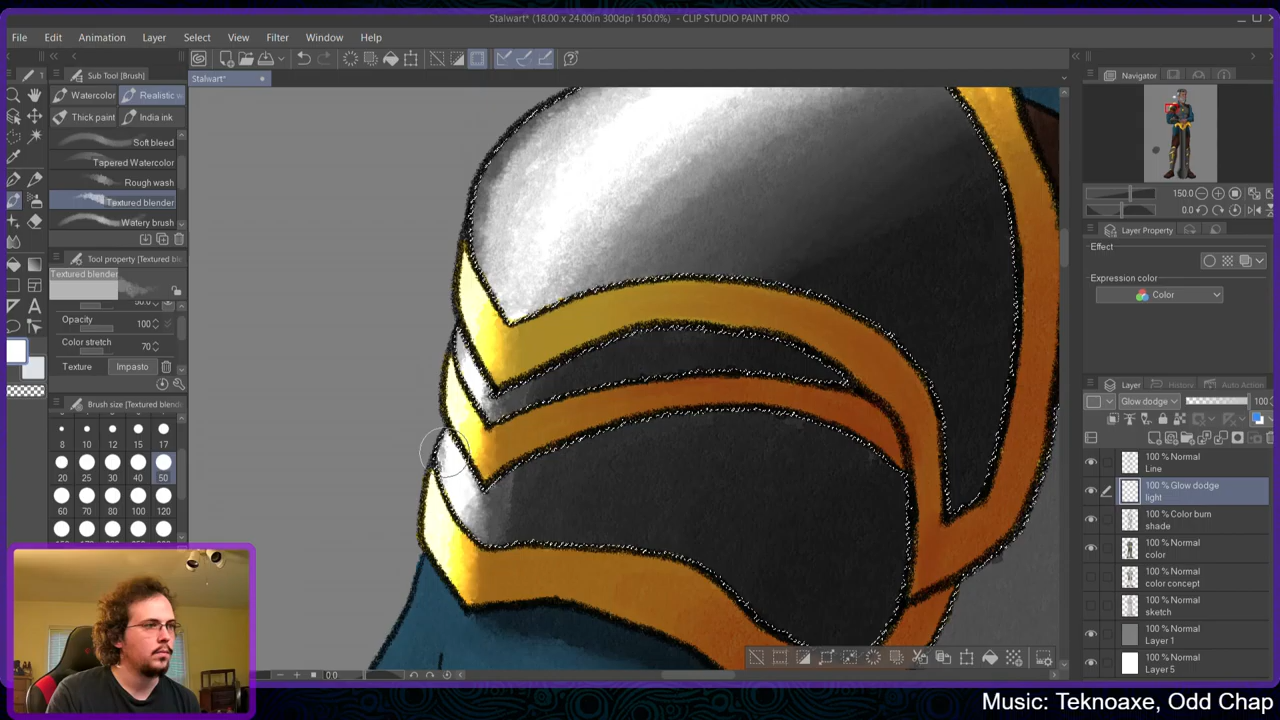 Stalwart* (18.00 x 24.00in 300dpi 150.0%) - CLIP STUDIO PAINT PRO
File Edit Animation Layer Select View Filter Window Help
Sub Tool [Brush]
Stalwart*
Navigator
Watercolor
Realistic
Thick paint
India ink
Soft bleed
Tapered Watercolor
Rough wash
Textured blender
Watery brush
150.0
0.0
Layer Property
Effect
Tool property [Textured ble
Textured blender
Expression color
Color
Opacity 100
Color stretch 70
Texture Impasto
Layer History Auto Action
Brush size [Textured blend
Glow dodge 100
8 10 12 15 17
20 25 30 40 50
60 70 80 100 120
100 % Normal
Line
100 % Glow dodge
light
100 % Color burn
shade
100 % Normal
color
100 % Normal
color concept
100 % Normal
sketch
100 % Normal
Layer 1
100 % Normal
Layer 5
Music: Teknoaxe, Odd Chap